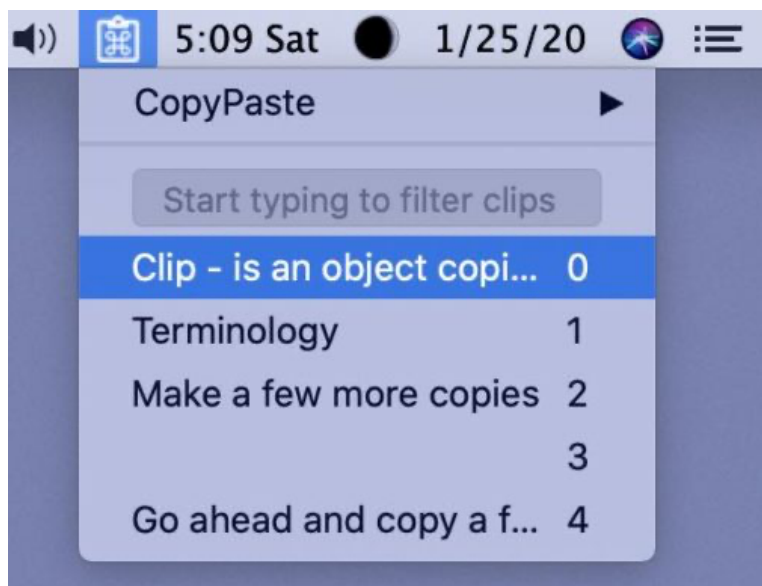 5:09 Sat 1/25/20
CopyPaste
Start typing to filter clips
Clip - is an object copi... 0
Terminology 1
Make a few more copies 2
3
Go ahead and copy a f... 4